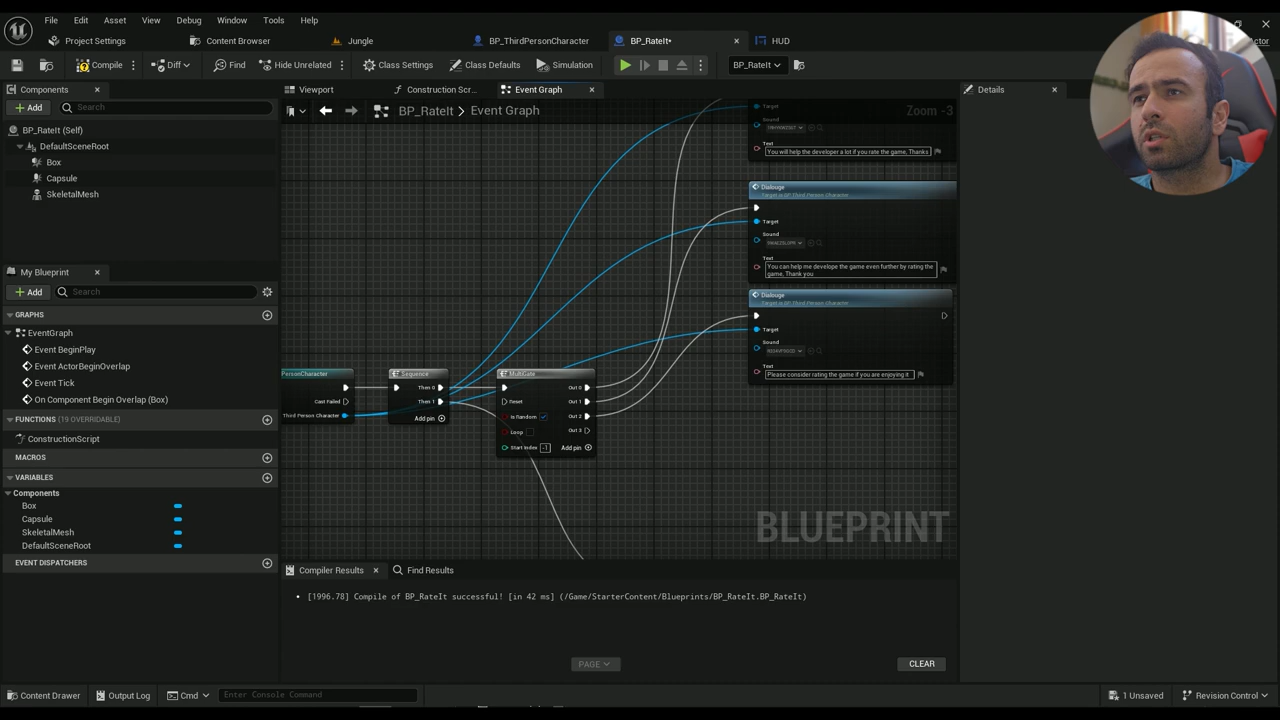 File Edit Asset View Window Tools Help
Project Settings Content Browser Jungle BP_ThirdPersonCharacter BP_RateIt• HUD
Compile Diff Find Hide Unrelated Class Settings Class Defaults Simulation BP_RateIt
Components Viewport Construction Scr... Event Graph Details
Add Search
BP_RateIt > Event Graph Zoom -3
BP_RateIt (Self)
DefaultSceneRoot
Box
Capsule
SkeletalMesh
Target
Sound
Text
You will help the developer a lot if you rate the game, Thanks
Dialouge
Target is BP Third Person Character
Target
Sound
Text
You can help me develope the game even further by rating the
game, Thank you
Dialouge
Target is BP Third Person Character
Target
Sound
Text
Please consider rating the game if you are enjoying it
PersonCharacter
Cast Failed
Third Person Character
Sequence
Then 0
Then 1
Add pin
MultiGate
Out 0
Reset Out 1
Is Random Out 2
Loop Out 3
Start Index -1 Add pin
BLUEPRINT
My Blueprint
Add Search
GRAPHS
EventGraph
Event BeginPlay
Event ActorBeginOverlap
Event Tick
On Component Begin Overlap (Box)
FUNCTIONS (19 OVERRIDABLE)
ConstructionScript
MACROS
VARIABLES
Components
Box
Capsule
SkeletalMesh
DefaultSceneRoot
EVENT DISPATCHERS
Compiler Results Find Results
[1996.78] Compile of BP_RateIt successful! [in 42 ms] (/Game/StarterContent/Blueprints/BP_RateIt.BP_RateIt)
PAGE CLEAR
Content Drawer Output Log Cmd Enter Console Command 1 Unsaved Revision Control